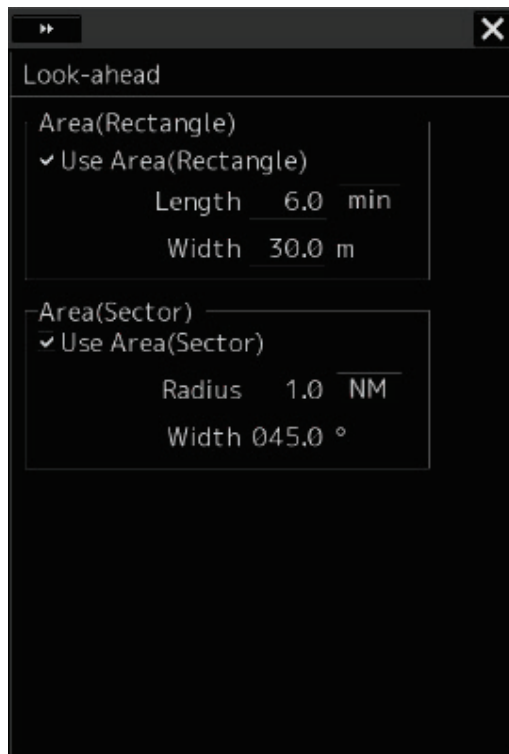 Look-ahead
Area(Rectangle)
Use Area(Rectangle)
Length 6.0 min
Width 30.0 m
Area(Sector)
Use Area(Sector)
Radius 1.0 NM
Width 045.0 °